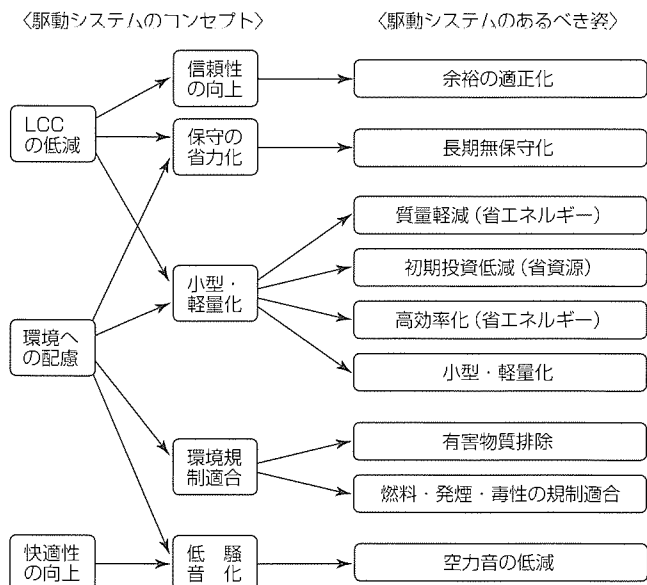 〈駆動システムのコンセプト〉
〈駆動システムのあるべき姿〉
LCC
の低減
環境へ
の配慮
快適性
の向上
信頼性
の向上
保守の
省力化
小型・
軽量化
環境規
制適合
低 騒
音 化
余裕の適正化
長期無保守化
質量軽減(省エネルギー)
初期投資低減(省資源)
高効率化(省エネルギー)
小型・軽量化
有害物質排除
燃料・発煙・毒性の規制適合
空力音の低減